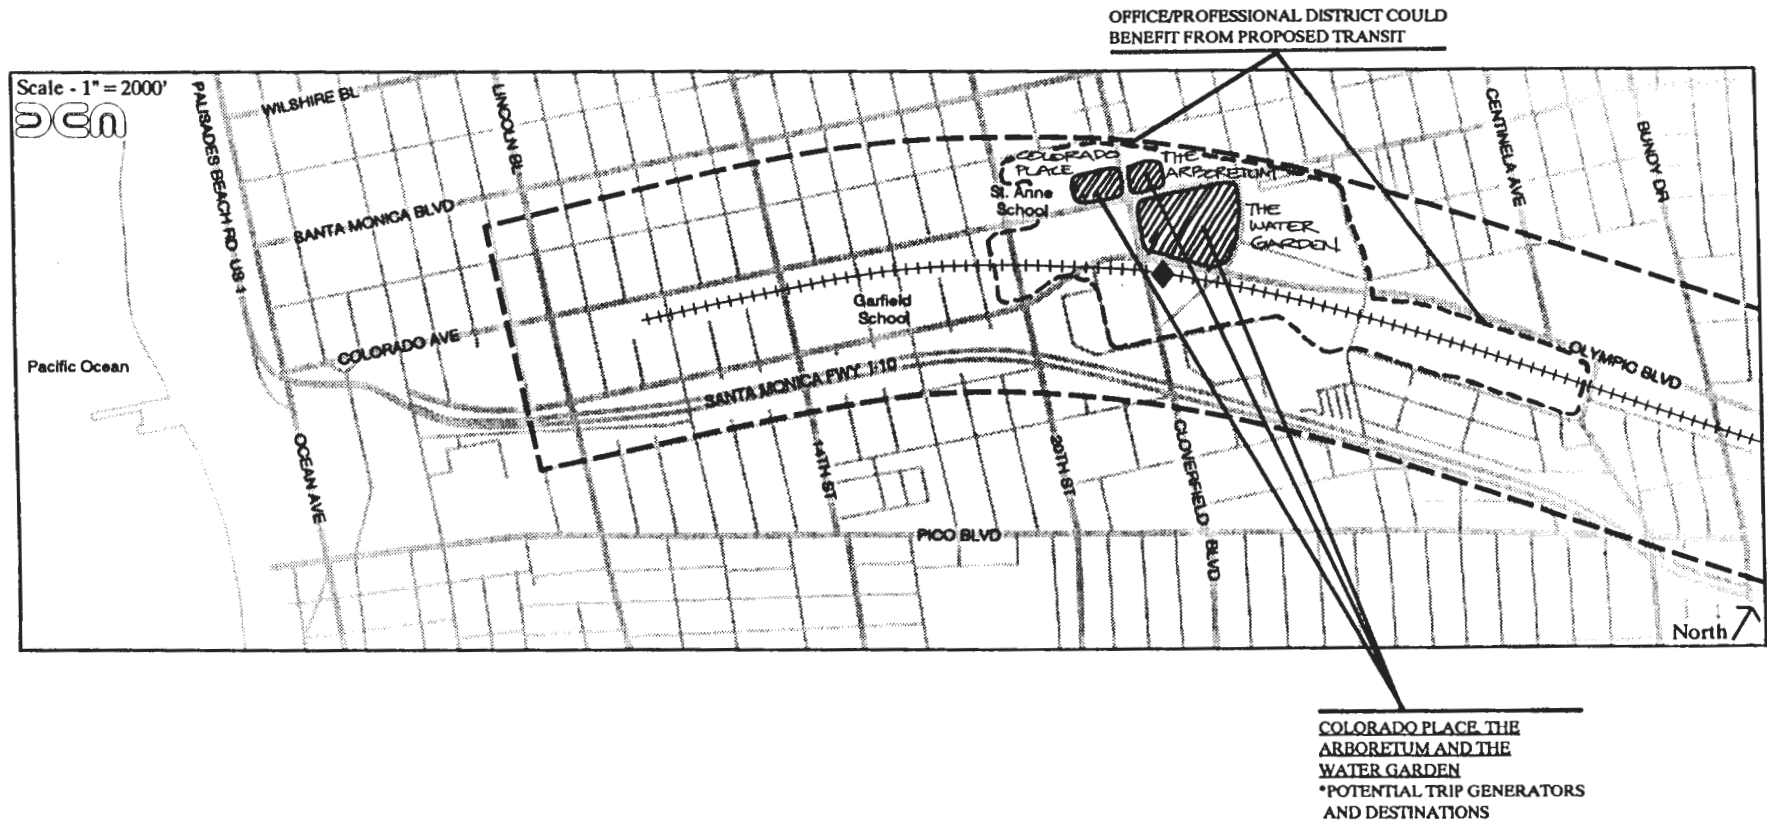 OFFICE/PROFESSIONAL DISTRICT COULD
BENEFIT FROM PROPOSED TRANSIT
Scale - 1" = 2000'
PALISADES BEACH RD. US 1
WILSHIRE BL
LINCOLN BL
SANTA MONICA BLVD
COLORADO
PLACE
THE
ARBORETUM
St. Anne
School
THE
WATER
GARDEN
CENTINELA AVE
BUNDY DR
Garfield
School
COLORADO AVE
Pacific Ocean
SANTA MONICA FWY. I-10
OLYMPIC BLVD
OCEAN AVE
14TH ST
20TH ST
CLOVERFIELD BLVD
PICO BLVD
North
COLORADO PLACE, THE
ARBORETUM AND THE
WATER GARDEN
*POTENTIAL TRIP GENERATORS
AND DESTINATIONS